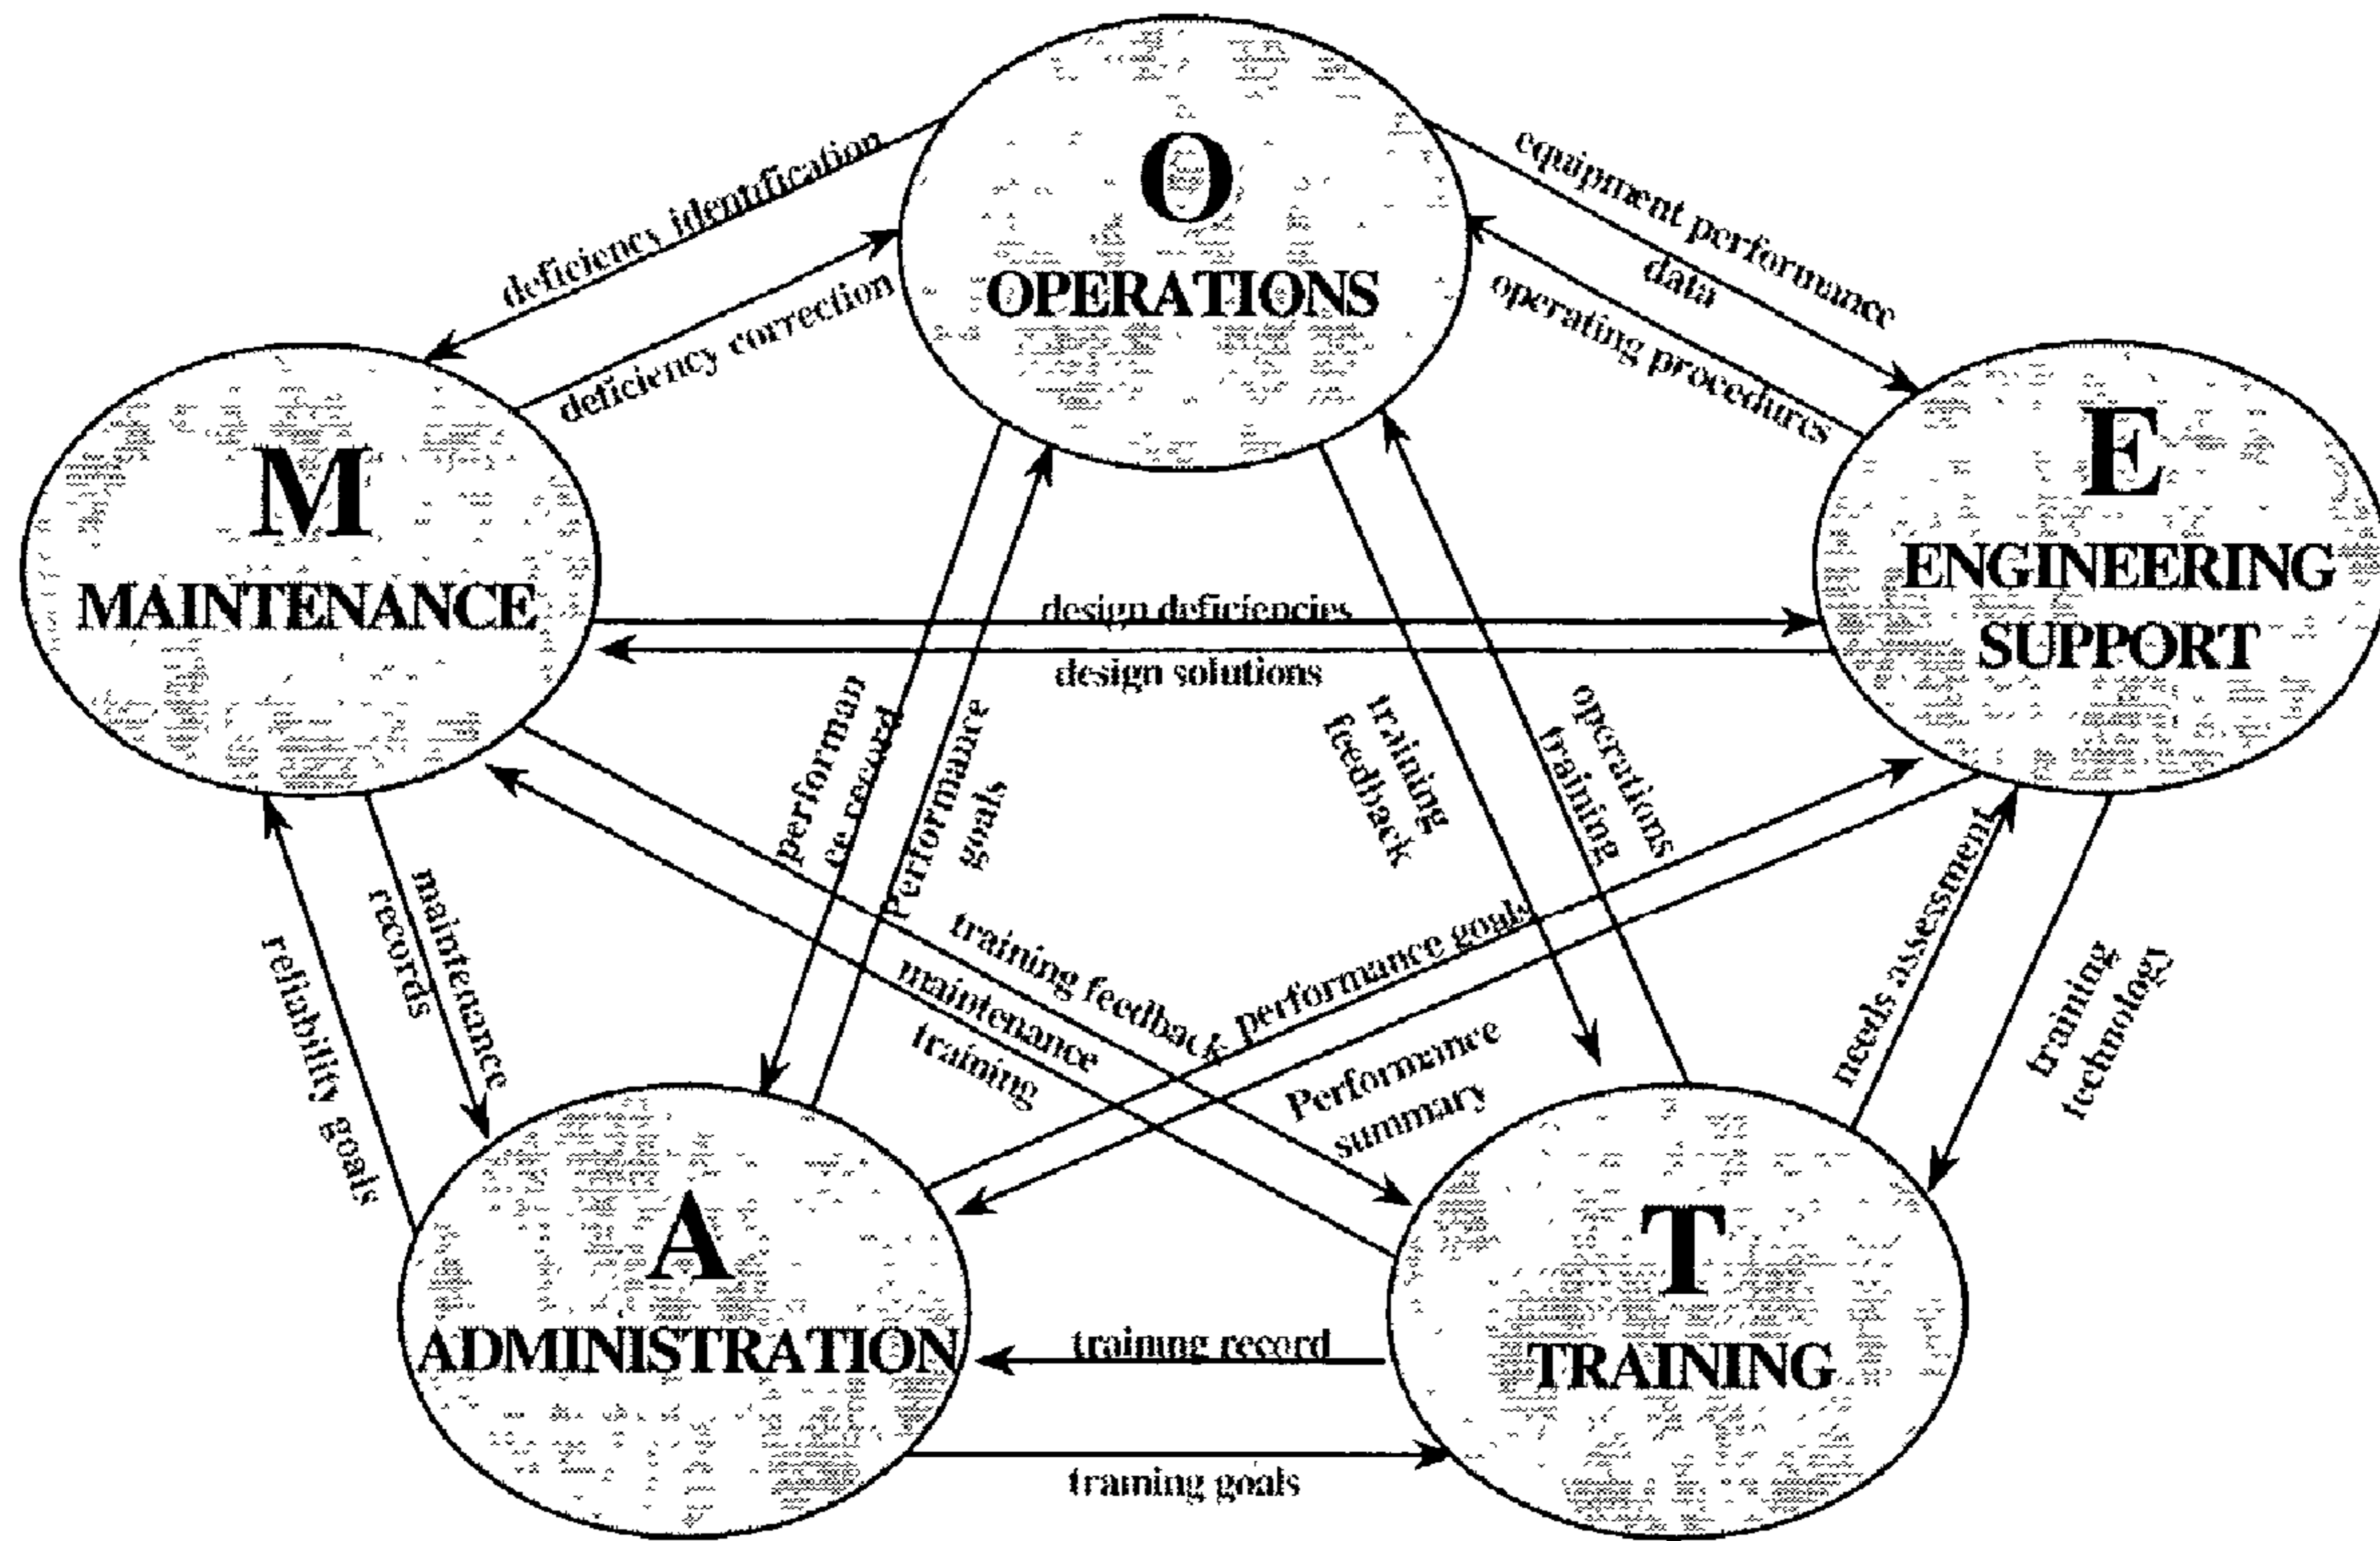 O
OPERATIONS
deficiency identification
deficiency correction
equipment performance
data
operating procedures
M
MAINTENANCE
E
ENGINEERING
SUPPORT
design deficiencies
design solutions
performan
ce record
Performance
goals
training
feedback
operations
training
maintenance
records
reliability goals
training feedback
maintenance
training
performance goals
Performance
summary
needs assessment
training
technology
A
ADMINISTRATION
T
TRAINING
training record
training goals